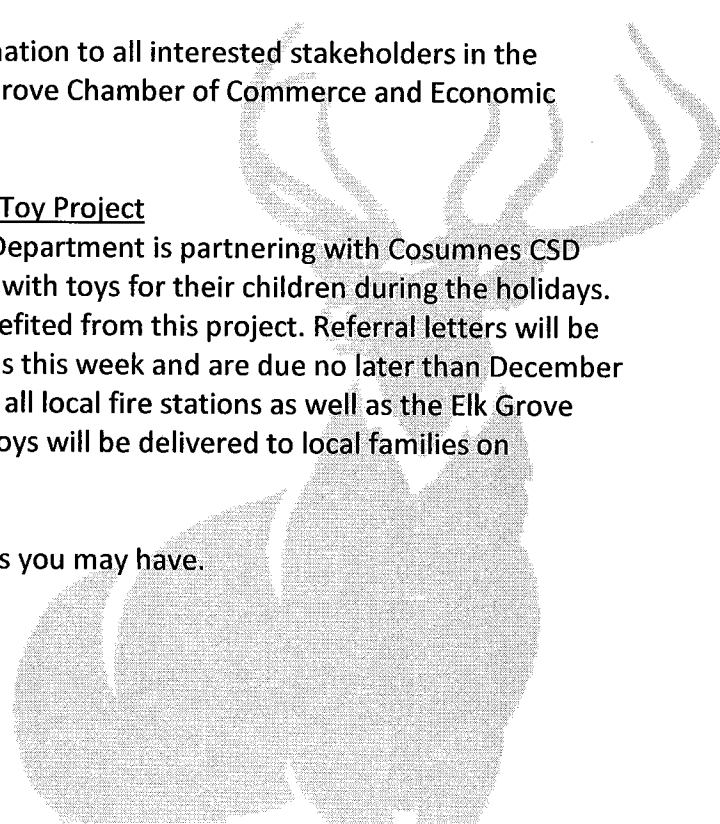 nation to all interested stakeholders in the
rove Chamber of Commerce and Economic
Toy Project
Department is partnering with Cosumnes CSD
with toys for their children during the holidays.
efited from this project. Referral letters will be
s this week and are due no later than December
all local fire stations as well as the Elk Grove
oys will be delivered to local families on
s you may have.